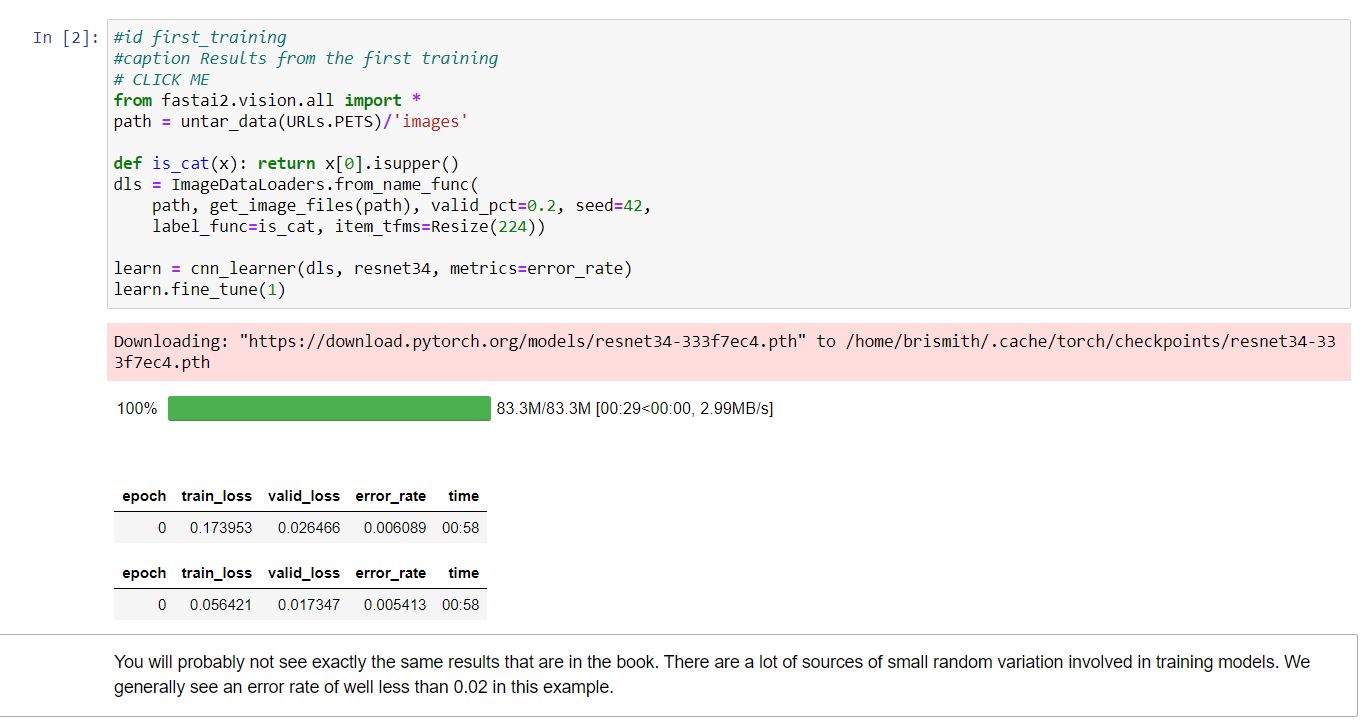 In [2]:
#id first_training
#caption Results from the first training
# CLICK ME
from fastai2.vision.all import *
path = untar_data(URLs.PETS)/'images'
def is_cat(x): return x[0].isupper()
dls = ImageDataLoaders.from_name_func(
    path, get_image_files(path), valid_pct=0.2, seed=42,
    label_func=is_cat, item_tfms=Resize(224))
learn = cnn_learner(dls, resnet34, metrics=error_rate)
learn.fine_tune(1)
Downloading: "https://download.pytorch.org/models/resnet34-333f7ec4.pth" to /home/brismith/.cache/torch/checkpoints/resnet34-33
3f7ec4.pth
100% 83.3M/83.3M [00:29<00:00, 2.99MB/s]
epoch train_loss valid_loss error_rate time
0 0.173953 0.026466 0.006089 00:58
epoch train_loss valid_loss error_rate time
0 0.056421 0.017347 0.005413 00:58
You will probably not see exactly the same results that are in the book. There are a lot of sources of small random variation involved in training models. We
generally see an error rate of well less than 0.02 in this example.